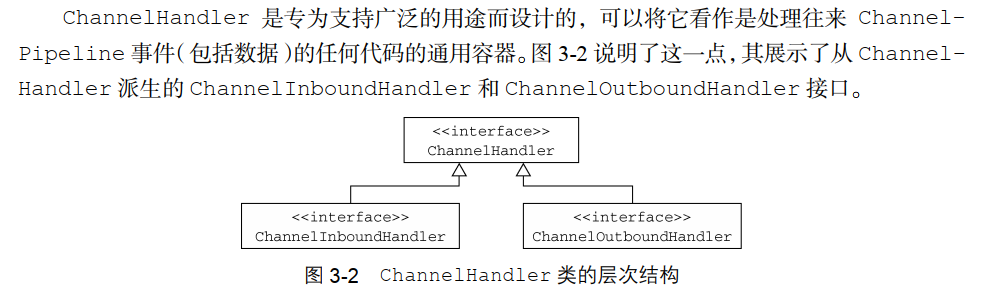 ChannelHandler 是专为支持广泛的用途而设计的，可以将它看作是处理往来 Channel-
Pipeline 事件（包括数据）的任何代码的通用容器。图 3-2 说明了这一点，其展示了从 Channel-
Handler 派生的 ChannelInboundHandler 和 ChannelOutboundHandler 接口。
<<interface>>
ChannelHandler
<<interface>>
ChannelInboundHandler
<<interface>>
ChannelOutboundHandler
图 3-2 ChannelHandler 类的层次结构